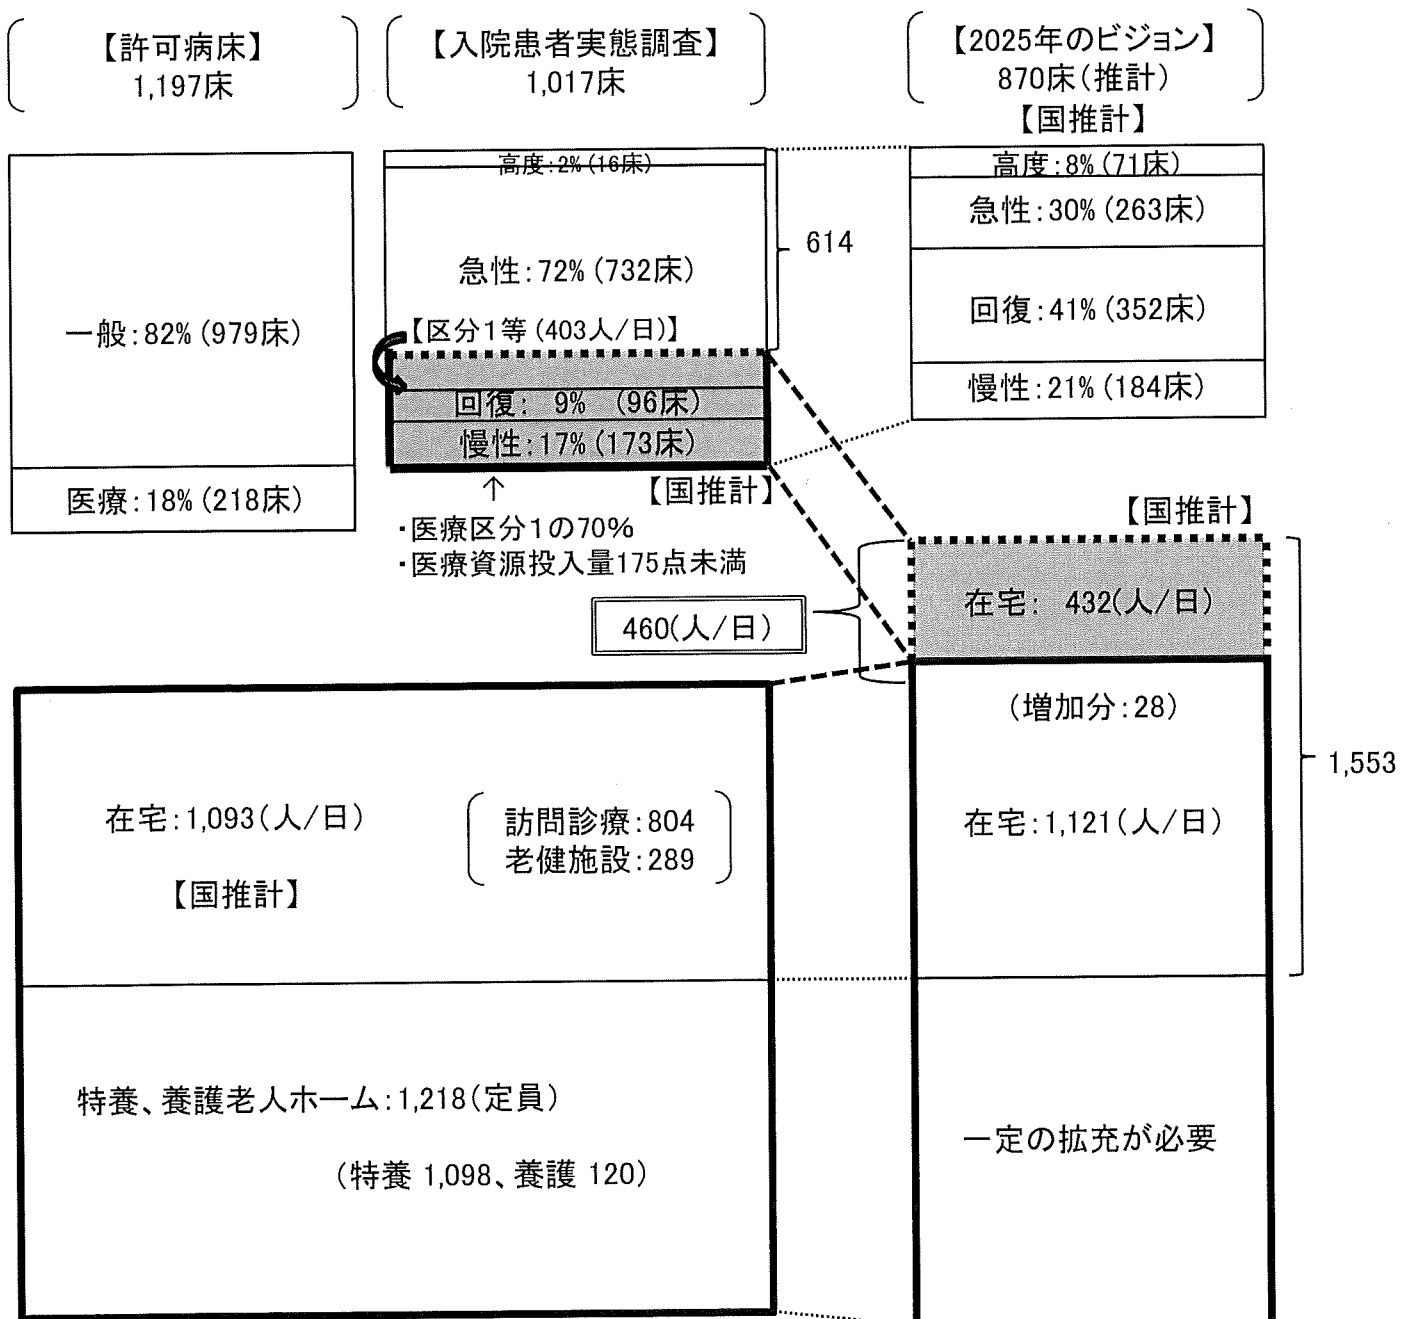 【許可病床】
1,197床
【入院患者実態調査】
1,017床
【2025年のビジョン】
870床(推計)
【国推計】
一般:82%(979床)
医療:18%(218床)
高度:2%(16床)
急性:72%(732床)
【区分1等(403人/日)】
回復: 9% (96床)
慢性:17%(173床)
614
↑
【国推計】
・医療区分1の70%
・医療資源投入量175点未満
高度:8%(71床)
急性:30%(263床)
回復:41%(352床)
慢性:21%(184床)
【国推計】
460(人/日)
在宅: 432(人/日)
(増加分:28)
在宅:1,121(人/日)
1,553
在宅:1,093(人/日)
訪問診療:804
老健施設:289
【国推計】
特養、養護老人ホーム:1,218(定員)
(特養 1,098、養護 120)
一定の拡充が必要